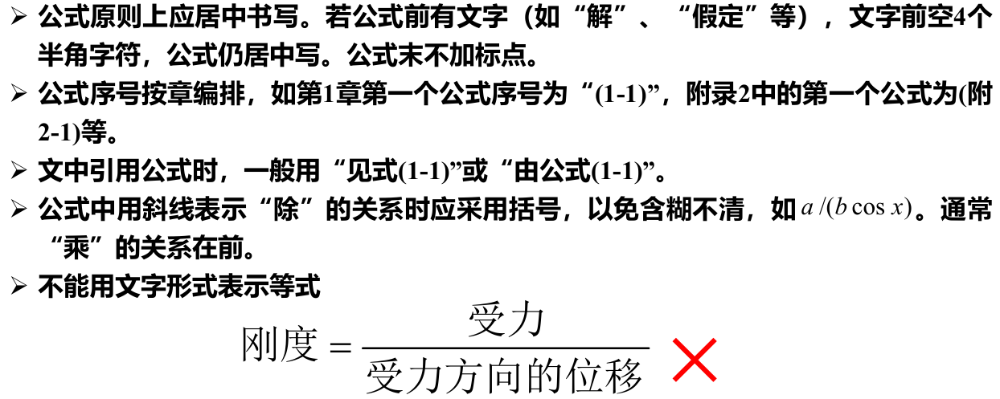 ➢ 公式原则上应居中书写。若公式前有文字（如“解”、“假定”等），文字前空4个
半角字符，公式仍居中写。公式末不加标点。
➢ 公式序号按章编排，如第1章第一个公式序号为“(1-1)”，附录2中的第一个公式为(附
2-1)等。
➢ 文中引用公式时，一般用“见式(1-1)”或“由公式(1-1)”。
➢ 公式中用斜线表示“除”的关系时应采用括号，以免含糊不清，如 a /(b cos x) 。通常
“乘”的关系在前。
➢ 不能用文字形式表示等式
受力
刚度 =
受力方向的位移